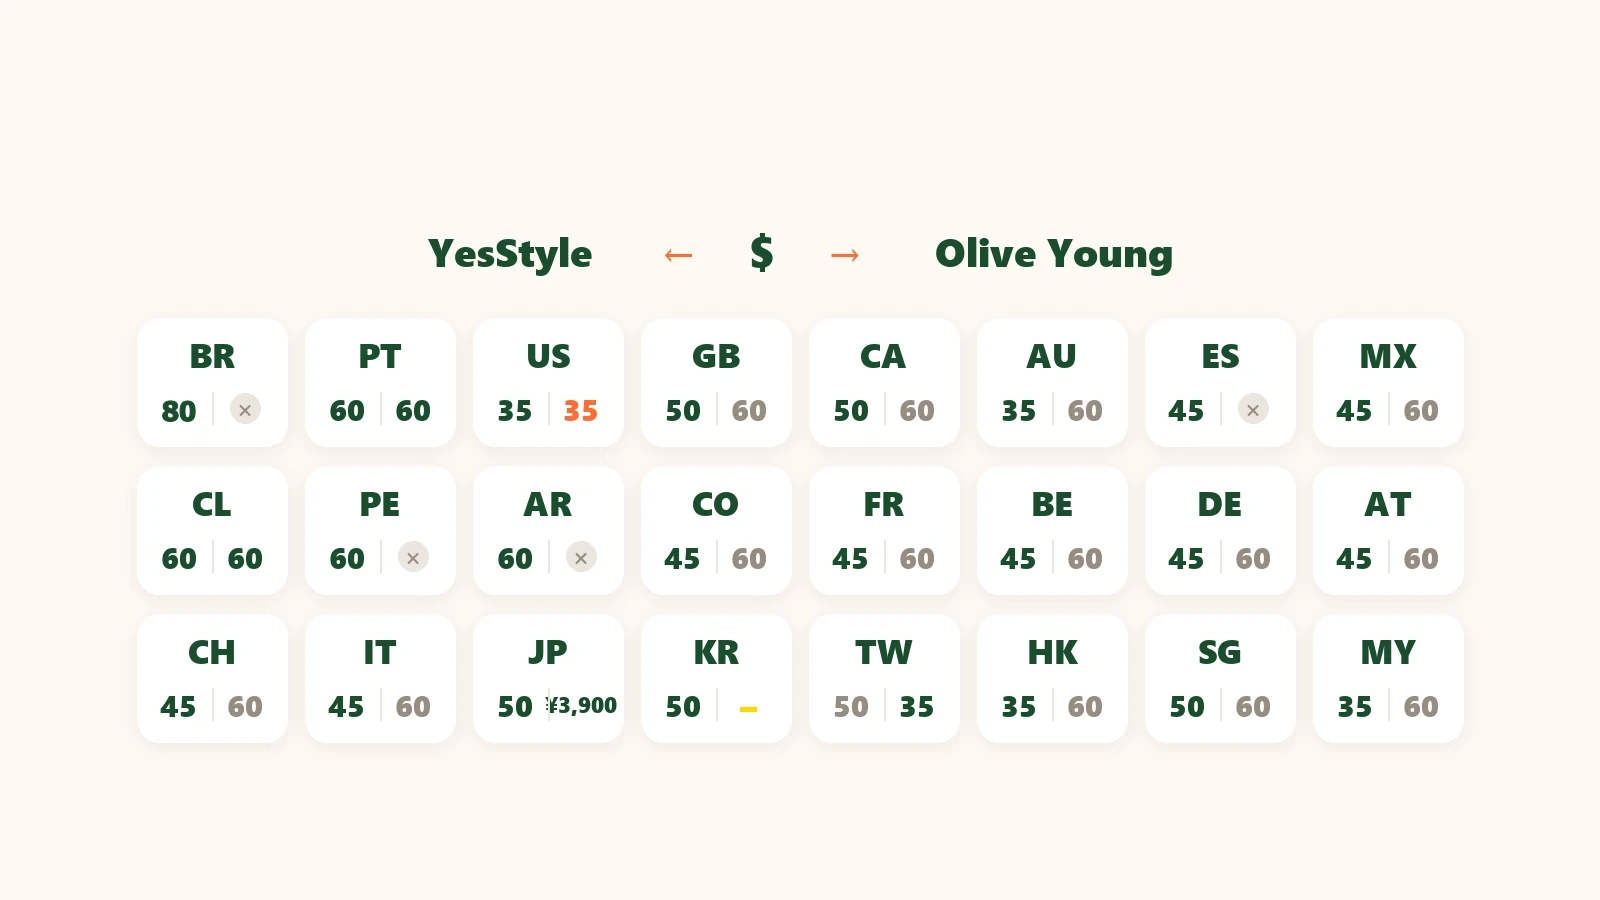 YesStyle ← $ → Olive Young
BR PT US GB CA AU ES MX
80 × 60 60 35 35 50 60 50 60 35 60 45 × 45 60
CL PE AR CO FR BE DE AT
60 60 60 × 60 × 45 60 45 60 45 60 45 60 45 60
CH IT JP KR TW HK SG MY
45 60 45 60 50 ¥3,900 50 – 50 35 35 60 50 60 35 60